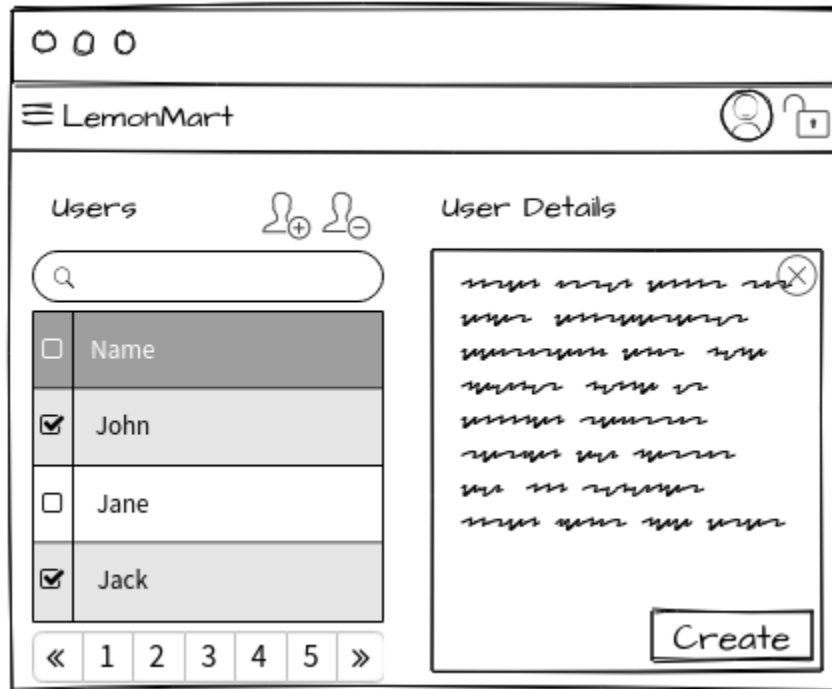 LemonMart
Users
User Details
Name
John
Jane
Jack
« 1 2 3 4 5 »
Create